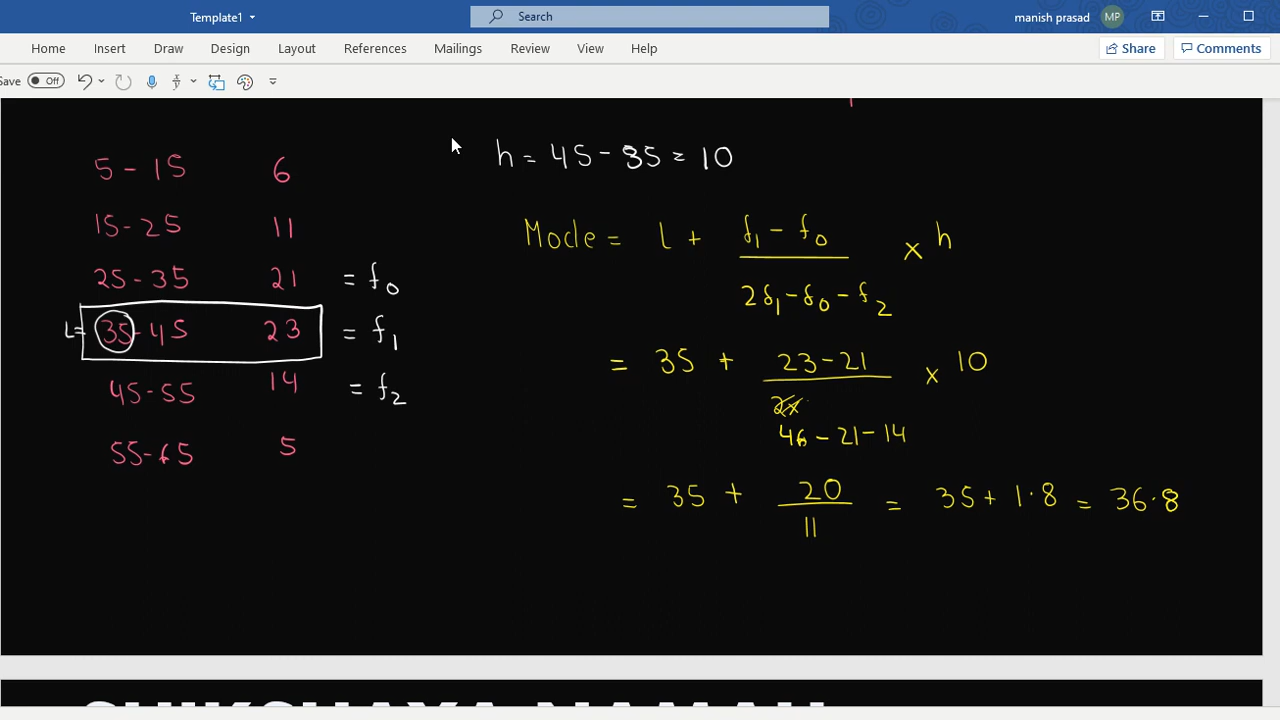 Template1
Search
manish prasad MP
Home Insert Draw Design Layout References Mailings Review View Help
Share Comments
Save Off
5 - 15 6
15 - 25 11
25 - 35 21 = f₀
L = 35 - 45 23 = f₁
45 - 55 14 = f₂
55 - 65 5
h = 45 - 35 = 10
Mode = l + f₁ - f₀ × h
2f₁ - f₀ - f₂
= 35 + 23 - 21 × 10
46 - 21 - 14
= 35 + 20 = 35 + 1.8 = 36.8
11